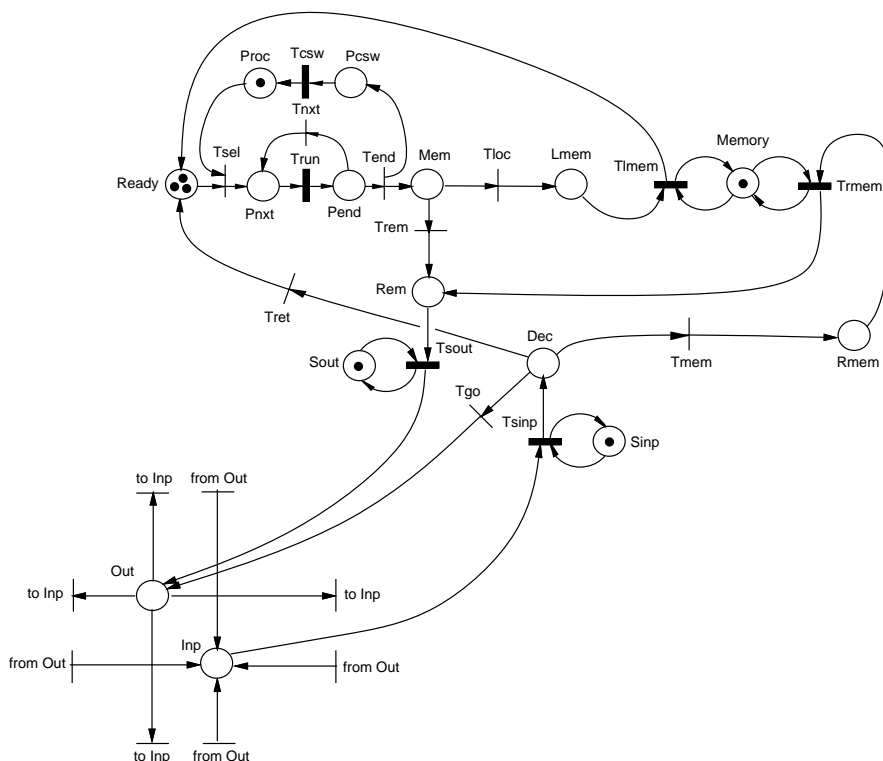 Tcsw
Proc
Pcsw
Tnxt
Tsel
Trun
Tend
Mem
Tloc
Lmem
Tlmem
Memory
Ready
Pnxt
Pend
Trmem
Trem
Rem
Tret
Tsout
Dec
Sout
Tmem
Rmem
Tgo
Tsinp
Sinp
to Inp
from Out
Out
to Inp
to Inp
Inp
from Out
from Out
to Inp
from Out